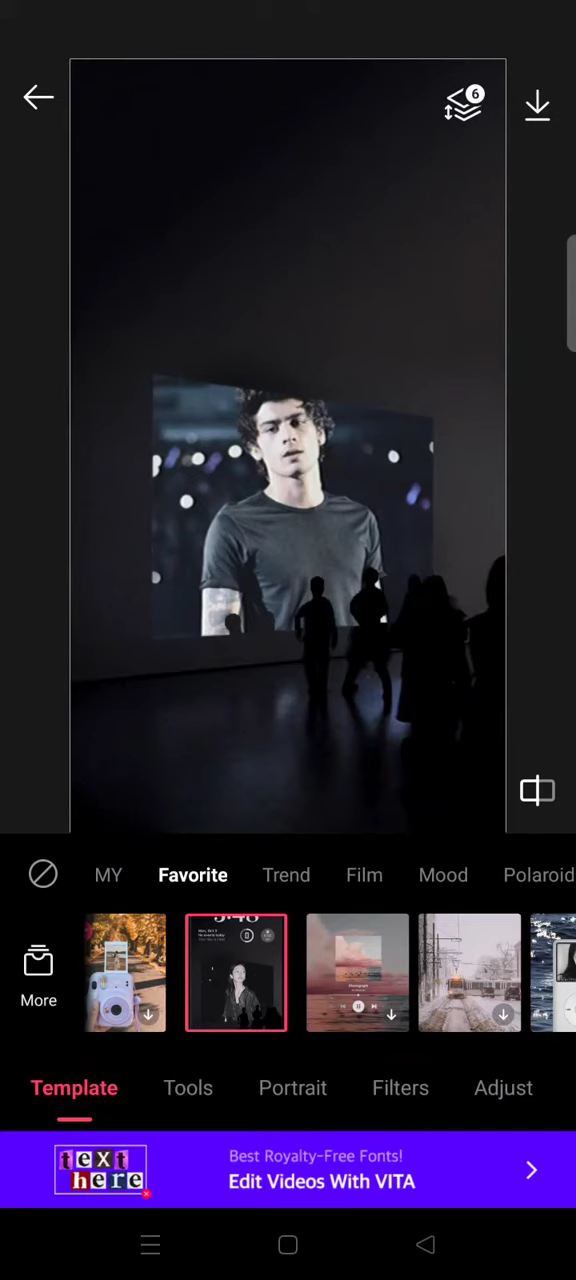 6
MY Favorite Trend Film Mood Polaroid
More
Template Tools Portrait Filters Adjust
text
here
Best Royalty-Free Fonts!
Edit Videos With VITA